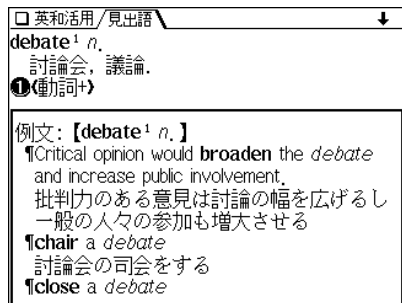 英和活用/見出語
debate¹ n.
討論会，議論.
❶《動詞+》
例文:【debate¹ n.】
¶Critical opinion would broaden the debate
and increase public involvement.
批判力のある意見は討論の幅を広げるし
一般の人々の参加も増大させる
¶chair a debate
討論会の司会をする
¶close a debate